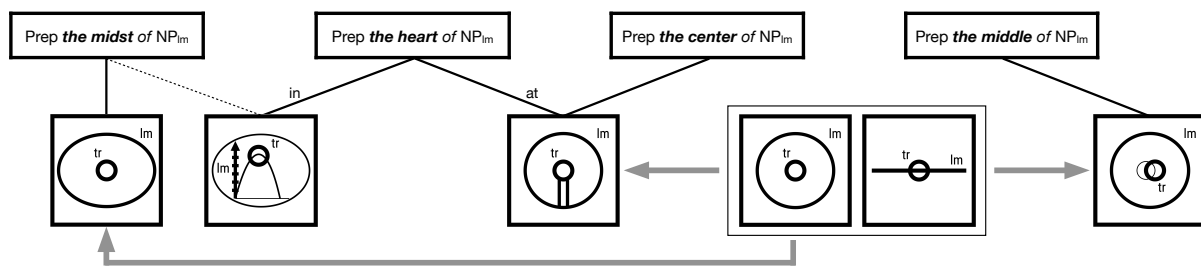 Prep the midst of NPlm
Prep the heart of NPlm
Prep the center of NPlm
Prep the middle of NPlm
in
at
lm
tr
lm
tr
lm
tr
lm
tr
tr
lm
lm
tr